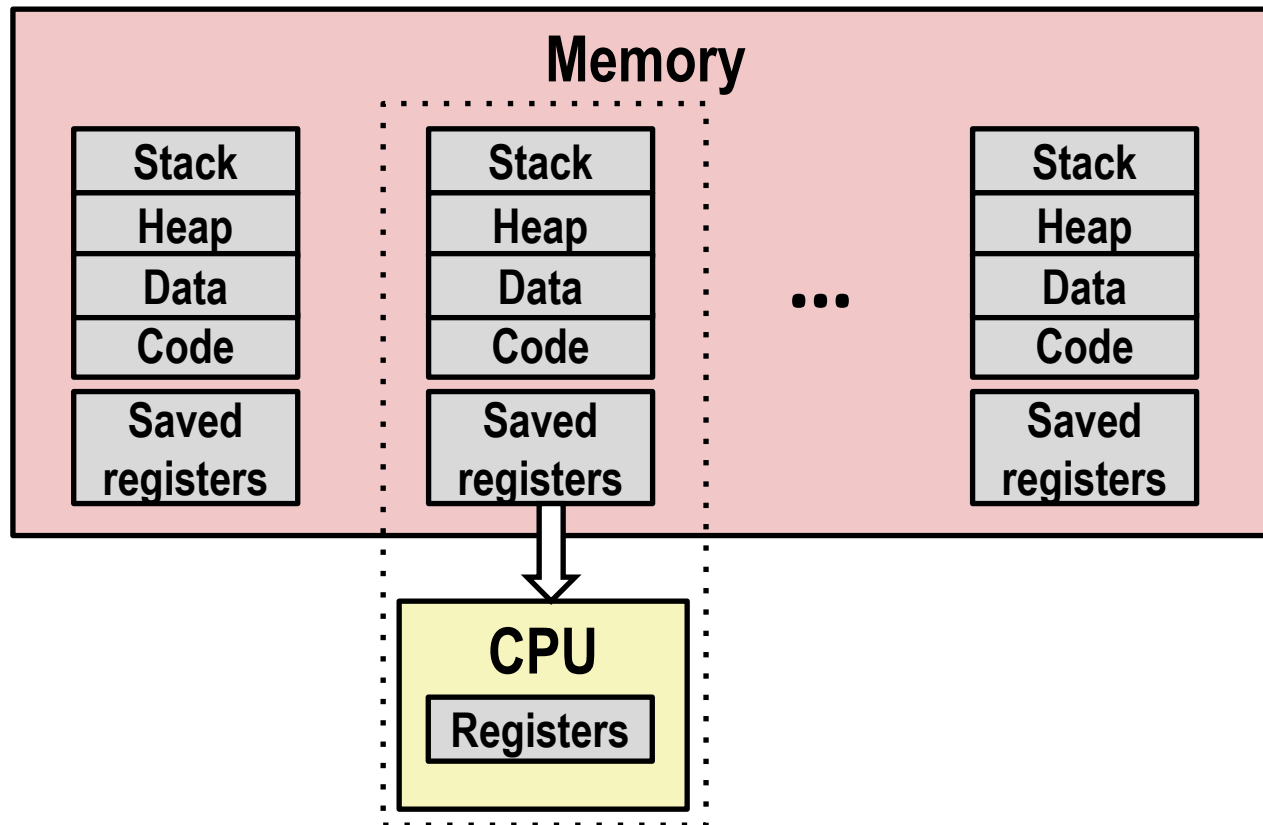 Memory
Stack
Heap
Data
Code
Saved
registers
Stack
Heap
Data
Code
Saved
registers
...
Stack
Heap
Data
Code
Saved
registers
CPU
Registers